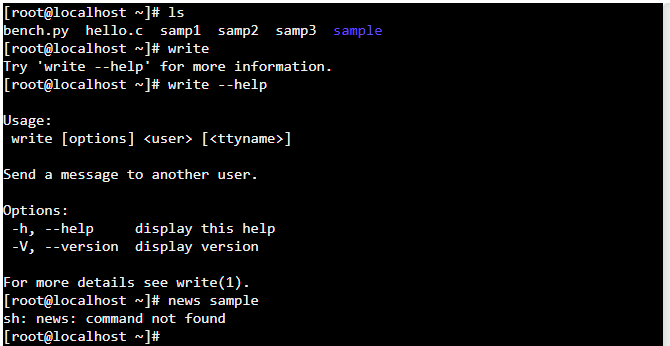 [root@localhost ~]# ls
bench.py  hello.c  samp1  samp2  samp3  sample
[root@localhost ~]# write
Try 'write --help' for more information.
[root@localhost ~]# write --help
Usage:
 write [options] <user> [<ttyname>]
Send a message to another user.
Options:
 -h, --help     display this help
 -V, --version  display version
For more details see write(1).
[root@localhost ~]# news sample
sh: news: command not found
[root@localhost ~]#